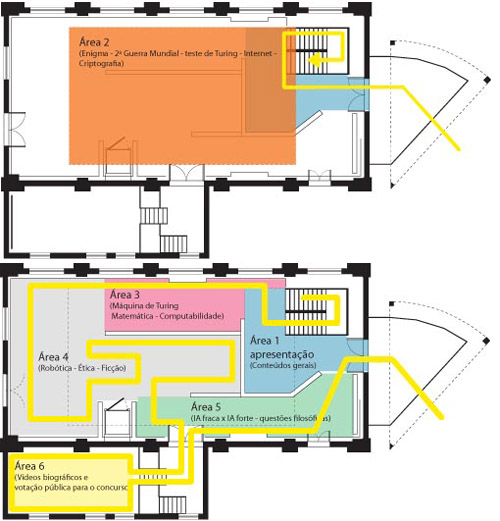 Área 2
(Enigma - 2ª Guerra Mundial - teste de Turing - Internet -
Criptografia)
Área 3
(Máquina de Turing
Matemática - Computabilidade)
Área 1
apresentação
(Conteúdos gerais)
Área 4
(Robótica - Ética - Ficção)
Área 5
(IA fraca x IA forte - questões filosóficas)
Área 6
(Vídeos biográficos e
votação pública para o concurso)